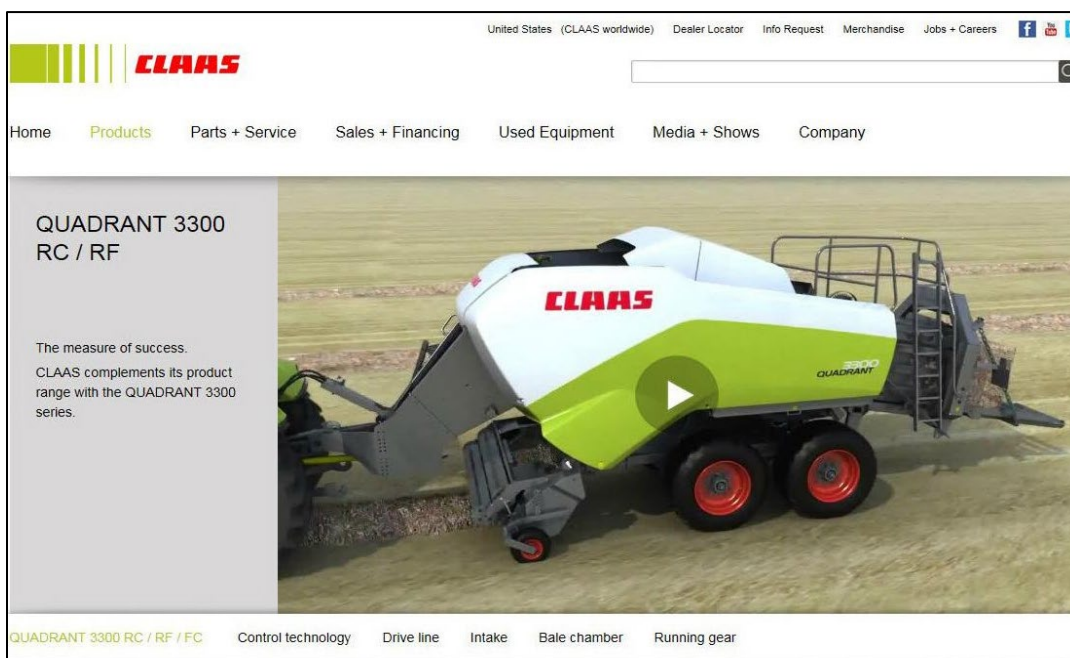 United States (CLAAS worldwide) Dealer Locator Info Request Merchandise Jobs + Careers f You Tube
CLAAS
Home Products Parts + Service Sales + Financing Used Equipment Media + Shows Company
QUADRANT 3300
RC / RF
The measure of success.
CLAAS complements its product
range with the QUADRANT 3300
series.
CLAAS
3300
QUADRANT
QUADRANT 3300 RC / RF / FC Control technology Drive line Intake Bale chamber Running gear